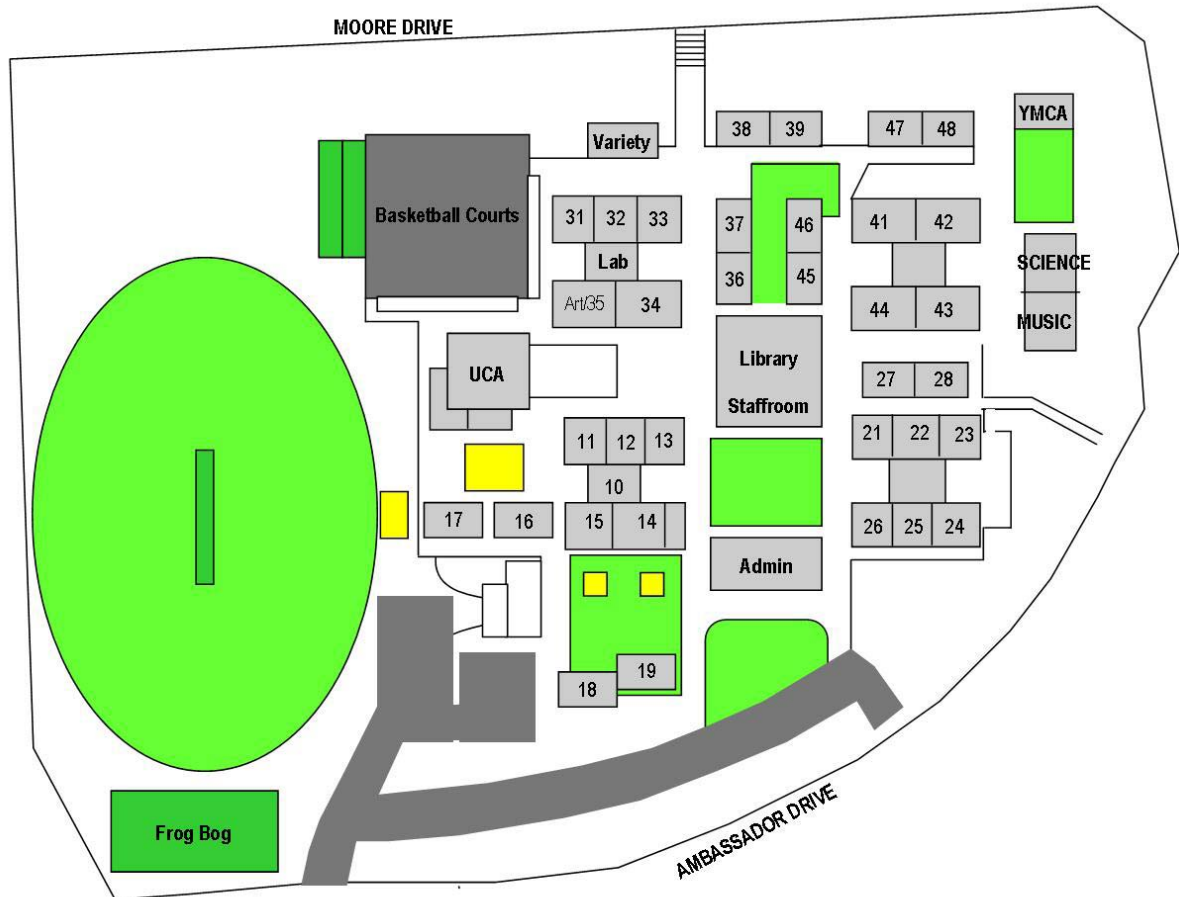 MOORE DRIVE
YMCA
38 39
47 48
Variety
Basketball Courts
31 32 33
37
46
41 42
Lab
SCIENCE
36
45
Art/35 34
44 43
MUSIC
Library
UCA
Staffroom
27 28
11 12 13
21 22 23
10
17 16
15 14
26 25 24
Admin
19
18
Frog Bog
AMBASSADOR DRIVE